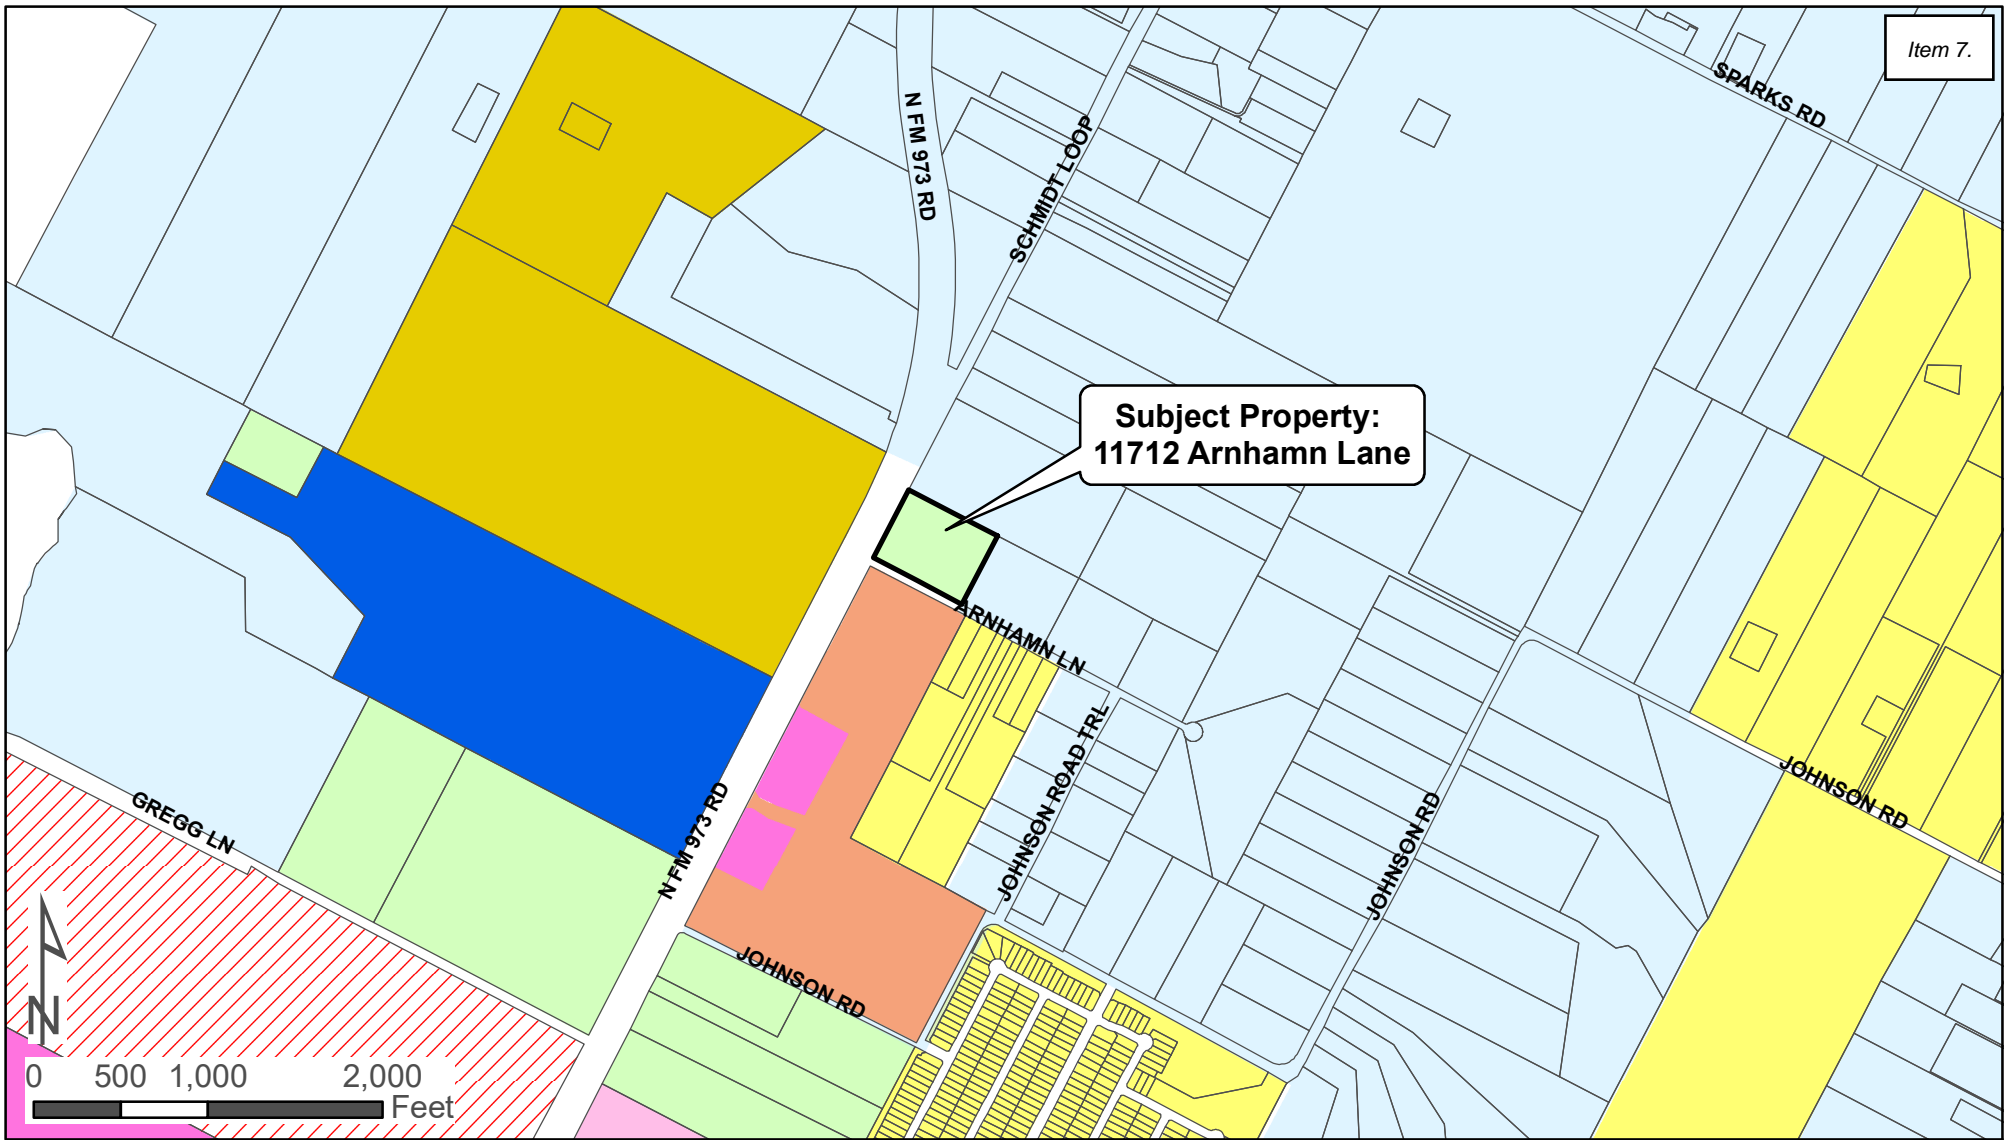 Item 7.
SPARKS RD
N FM 973 RD
SCHMIDT LOOP
Subject Property:
11712 Arnhamn Lane
ARNHAMN LN
JOHNSON ROAD TRL
JOHNSON RD
JOHNSON RD
GREGG LN
N FM 973 RD
JOHNSON RD
N
0 500 1,000 2,000
Feet